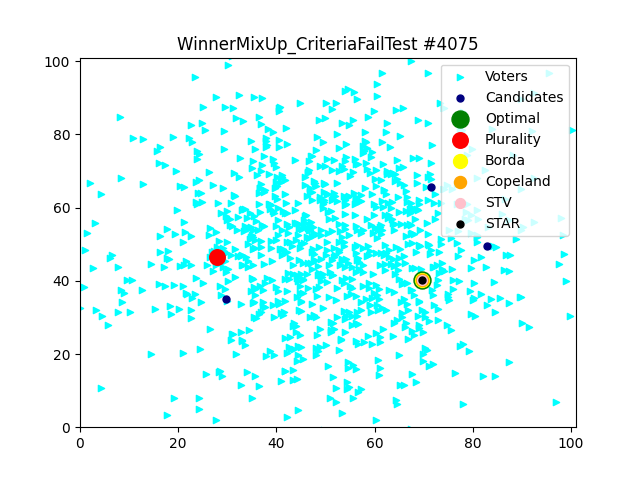 WinnerMixUp_CriteriaFailTest #4075
100
80
60
40
20
0
0
20
40
60
80
100
Voters
Candidates
Optimal
Plurality
Borda
Copeland
STV
STAR